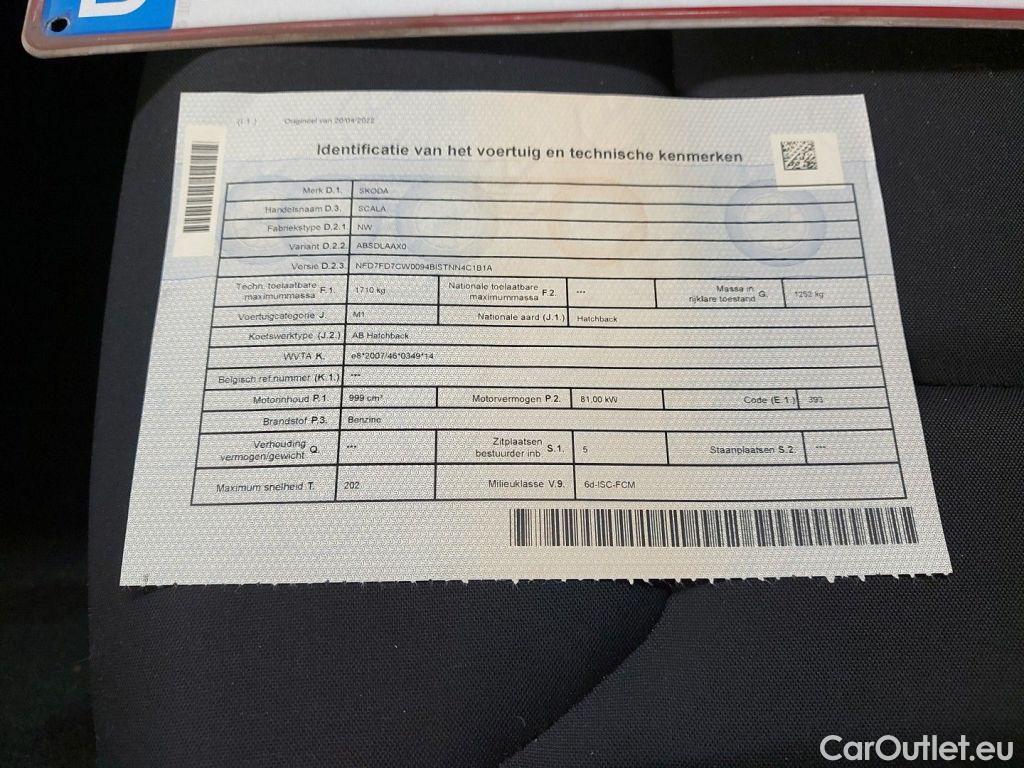 (I.1.) Origineel van 20/04/2022
Identificatie van het voertuig en technische kenmerken
Merk D.1. SKODA
Handelsnaam D.3. SCALA
Fabriekstype D.2.1. NW
Variant D.2.2. ABSDLAAX0
Versie D.2.3. NFD7FD7CW0094BISTNN4C1B1A
Techn. toelaatbare maximummassa F.1. 1710 kg Nationale toelaatbare maximummassa F.2. --- Massa in rijklare toestand G. 1252 kg
Voertuigcategorie J. M1 Nationale aard (J.1.) Hatchback
Koetswerktype (J.2.) AB Hatchback
WVTA K. e8*2007/46*0349*14
Belgisch ref.nummer (K.1.) ---
Motorinhoud P.1. 999 cm³ Motorvermogen P.2. 81,00 kW Code (E.1.) 393
Brandstof P.3. Benzine
Verhouding vermogen/gewicht Q. --- Zitplaatsen bestuurder inb. S.1. 5 Staanplaatsen S.2. ---
Maximum snelheid T. 202 Milieuklasse V.9. 6d-ISC-FCM
CarOutlet.eu